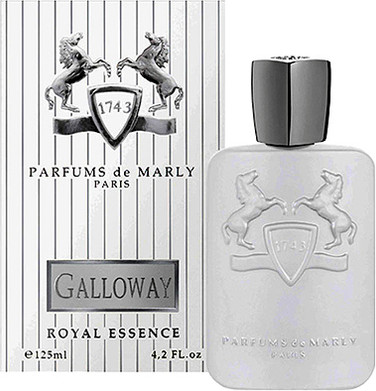 1743
PARFUMS de MARLY
PARIS
GALLOWAY
ROYAL ESSENCE
℮125ml 4,2 FL.oz
1743
PARFUMS de MARLY
PARIS